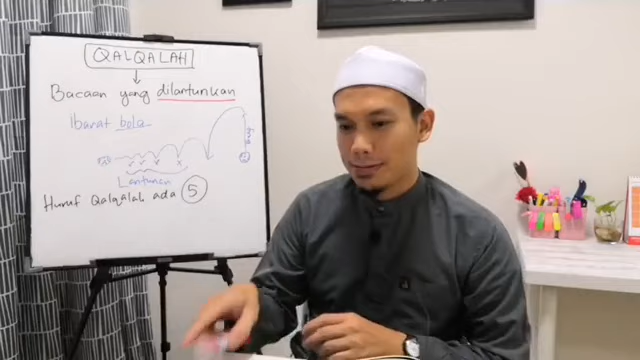 QALQALAH
Bacaan yang dilantunkan
Ibarat bola
Lantunan
Huruf Qalqalah ada 5